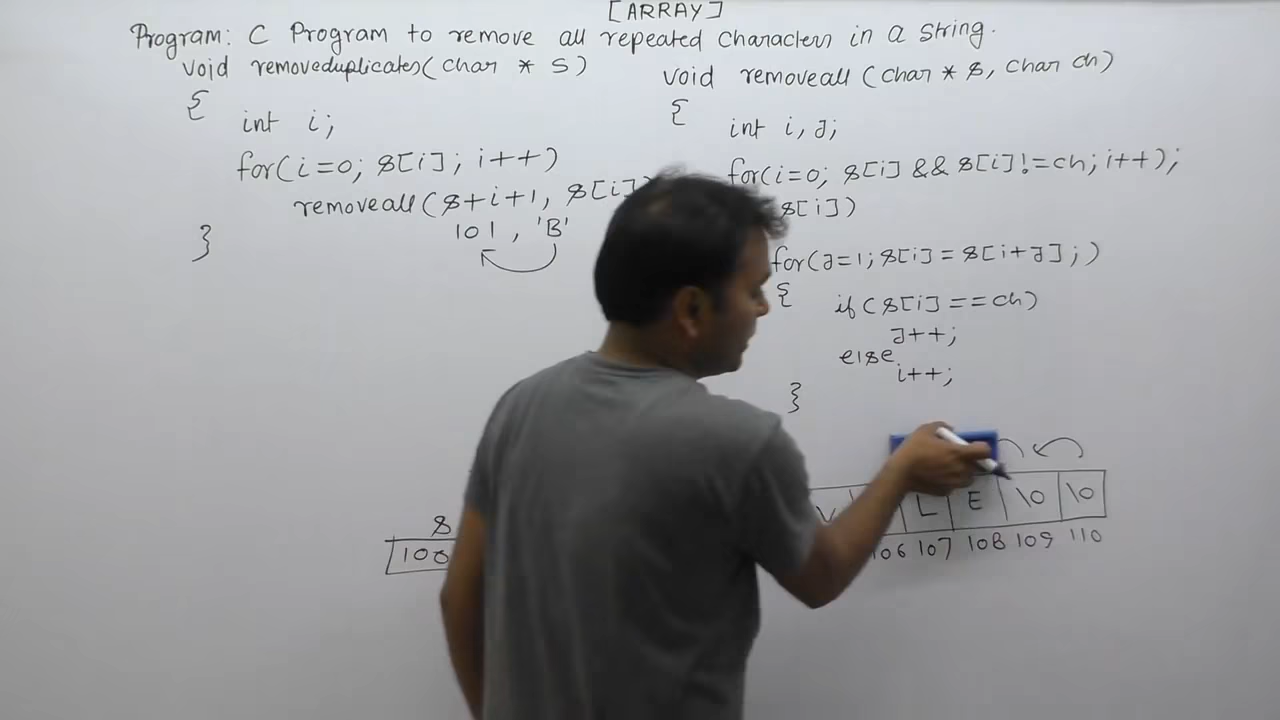 [ARRAY]
Program: C Program to remove all repeated characters in a string.
void removeduplicates(char * s)
{
int i;
for(i=0; s[i]; i++)
removeall(s+i+1, s[i]
101, 'B'
}
void removeall (char * s, char ch)
{
int i, J;
for(i=0; s[i] && s[i]!=ch; i++);
s[i])
for(J=1; s[i]=s[i+J];)
{ if(s[i]==ch)
J++;
else
i++;
}
s
100
L E \0 \0
106 107 108 109 110